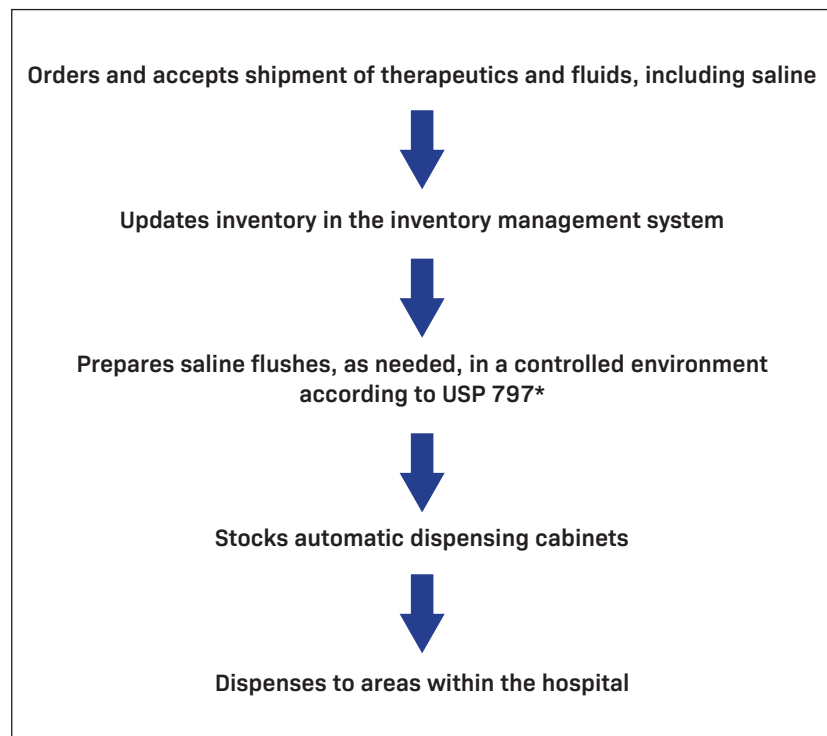 Orders and accepts shipment of therapeutics and fluids, including saline
Updates inventory in the inventory management system
Prepares saline flushes, as needed, in a controlled environment
according to USP 797*
Stocks automatic dispensing cabinets
Dispenses to areas within the hospital